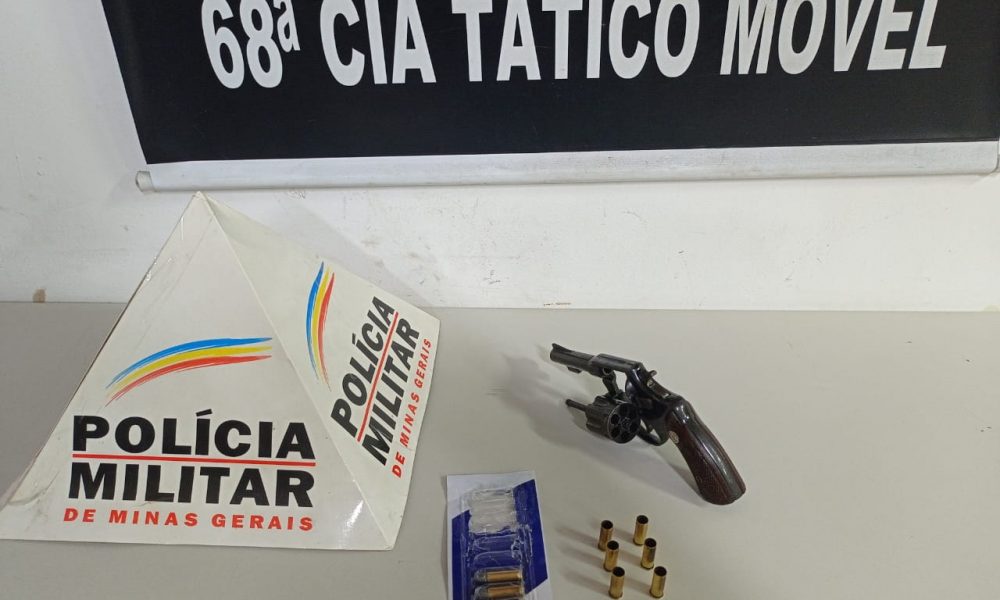 68ª CIA TÁTICO MÓVEL
POLÍCIA
MILITAR
DE MINAS GERAIS
POLÍCIA
MILITAR
DE MINAS GERAIS